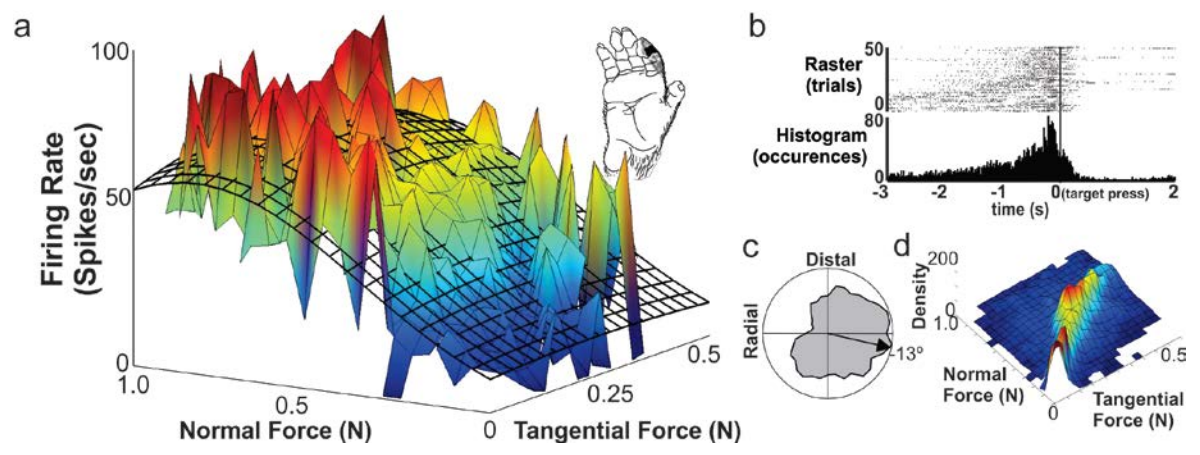 a
100
50
0
Firing Rate
(Spikes/sec)
1.0
0.5
0
Normal Force (N)
0.25
0.5
Tangential Force (N)
b
Raster
(trials)
50
0
Histogram
(occurences)
80
0
-3
-1
0(target press)
2
time (s)
c
Distal
Radial
-13º
d
Density
200
0
1.0
Normal
Force (N)
0
0.5
Tangential
Force (N)